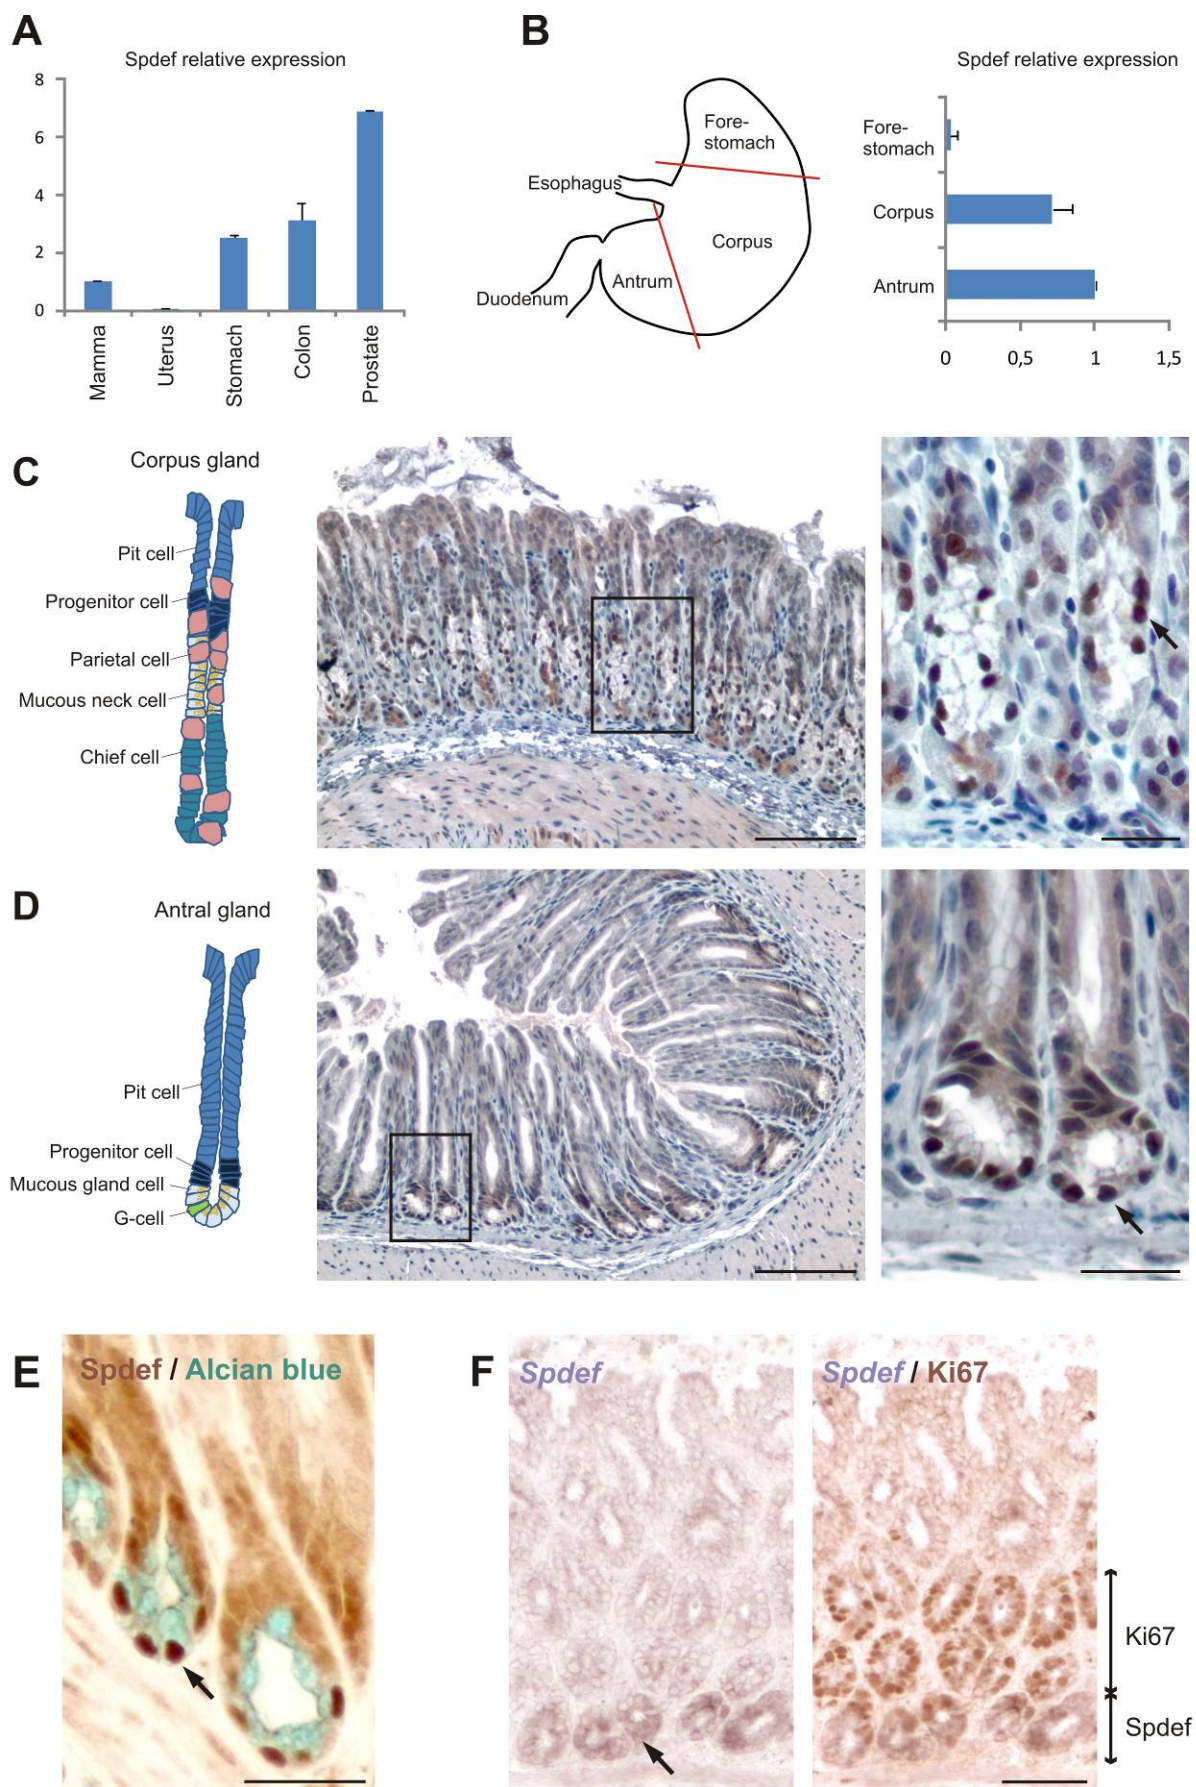 A
Spdef relative expression
8
6
4
2
0
Mamma
Uterus
Stomach
Colon
Prostate
B
Fore-
stomach
Esophagus
Corpus
Antrum
Duodenum
Spdef relative expression
Fore-
stomach
Corpus
Antrum
0
0,5
1
1,5
C
Corpus gland
Pit cell
Progenitor cell
Parietal cell
Mucous neck cell
Chief cell
D
Antral gland
Pit cell
Progenitor cell
Mucous gland cell
G-cell
E
Spdef / Alcian blue
F
Spdef
Spdef / Ki67
Ki67
Spdef